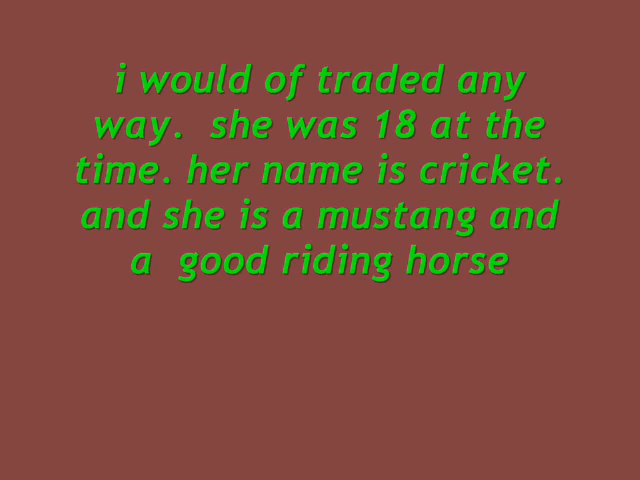 i would of traded any
way.  she was 18 at the
time. her name is cricket.
and she is a mustang and
a  good riding horse